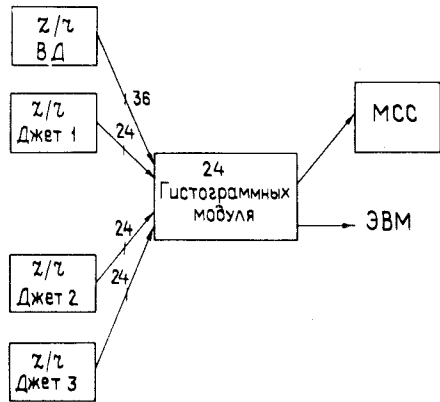 z/r
ВД
36
z/r
Джет 1
24
МСС
24
Гистограммных
модуля
ЭВМ
24
z/r
Джет 2
24
z/r
Джет 3